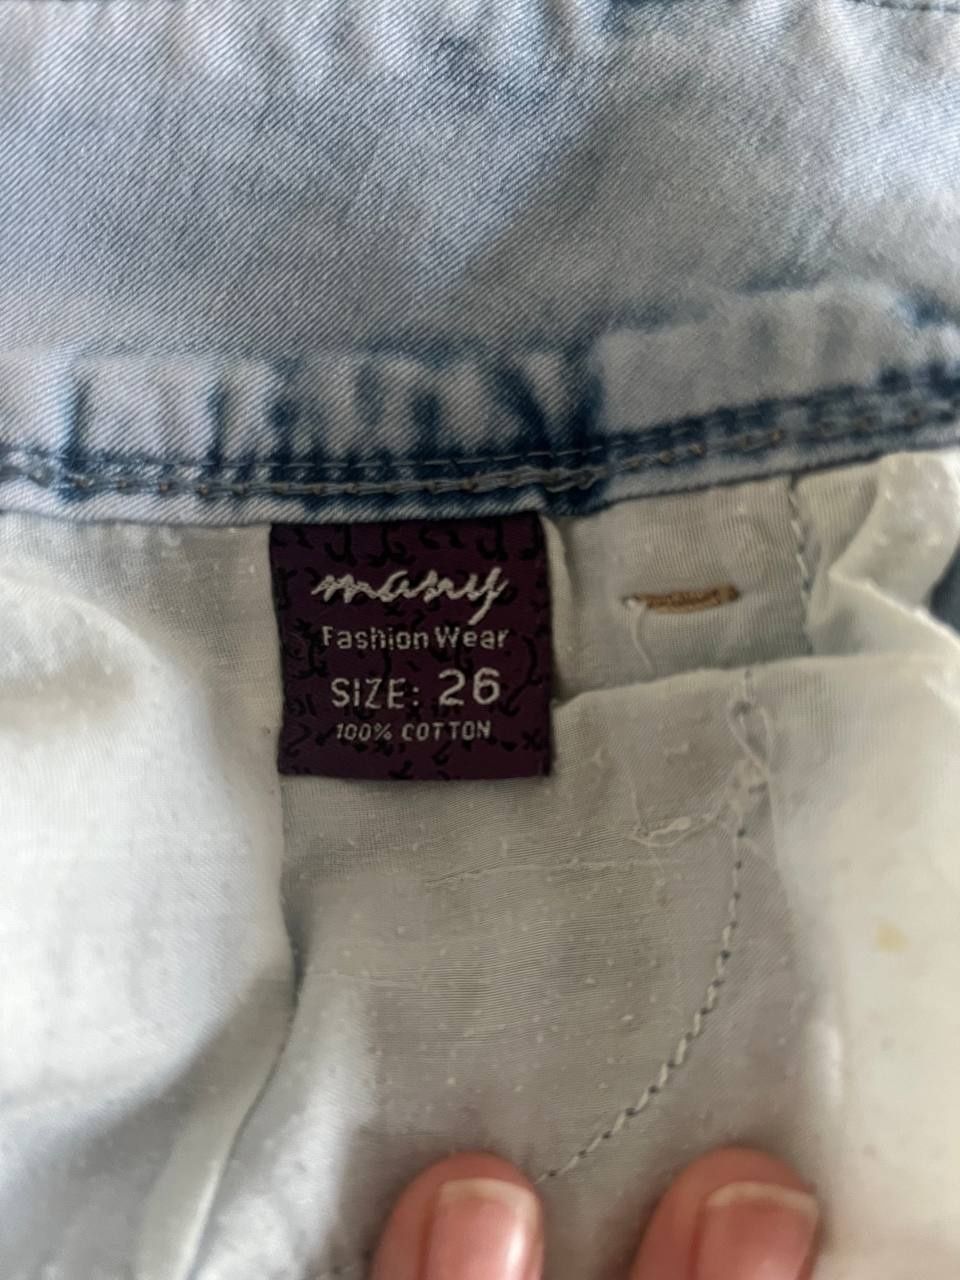 many
Fashion Wear
SIZE: 26
100% COTTON